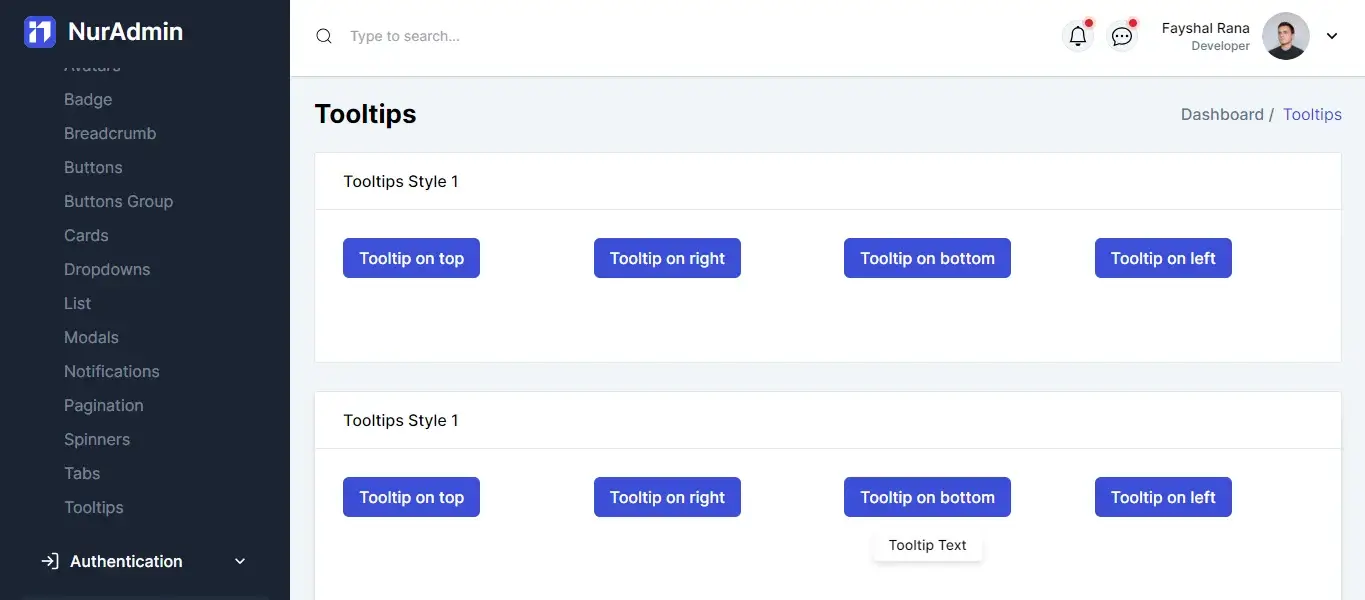 NurAdmin
Avatars
Badge
Breadcrumb
Buttons
Buttons Group
Cards
Dropdowns
List
Modals
Notifications
Pagination
Spinners
Tabs
Tooltips
Authentication
Type to search...
Fayshal Rana
Developer
Tooltips
Dashboard / Tooltips
Tooltips Style 1
Tooltip on top Tooltip on right Tooltip on bottom Tooltip on left
Tooltips Style 1
Tooltip on top Tooltip on right Tooltip on bottom Tooltip on left
Tooltip Text